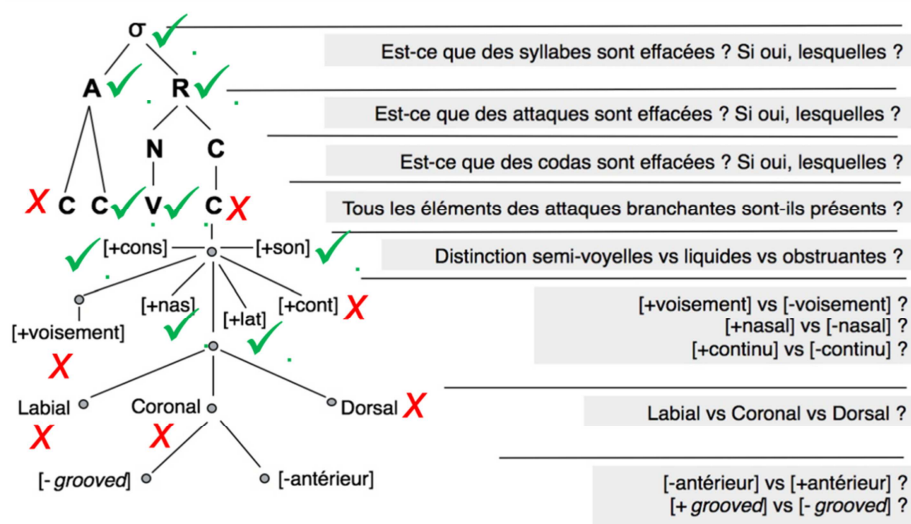 σ
Est-ce que des syllabes sont effacées ? Si oui, lesquelles ?
A R
Est-ce que des attaques sont effacées ? Si oui, lesquelles ?
N C
Est-ce que des codas sont effacées ? Si oui, lesquelles ?
X C C V C X
Tous les éléments des attaques branchantes sont-ils présents ?
[+cons] [+son]
Distinction semi-voyelles vs liquides vs obstruantes ?
[+nas] [+cont] X
[+lat]
[+voisement]
X
[+voisement] vs [-voisement] ?
[+nasal] vs [-nasal] ?
[+continu] vs [-continu] ?
Labial Coronal Dorsal X
X X
Labial vs Coronal vs Dorsal ?
[- grooved] [-antérieur]
[-antérieur] vs [+antérieur] ?
[+ grooved] vs [- grooved] ?